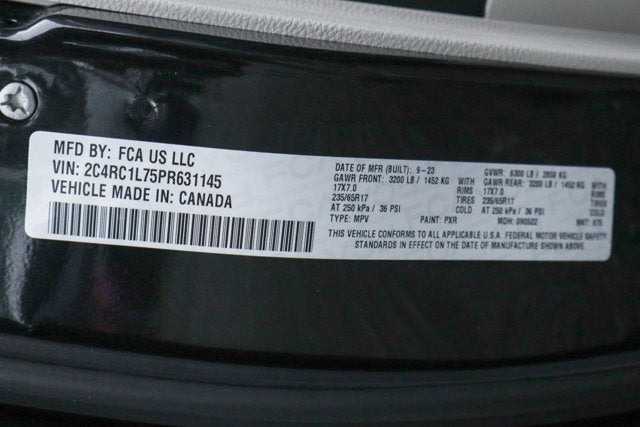 MFD BY: FCA US LLC
VIN: 2C4RC1L75PR631145
VEHICLE MADE IN: CANADA
DATE OF MFR (BUILT): 9-23 GVWR: 6300 LB / 2858 KG
GAWR FRONT: 3200 LB / 1452 KG WITH GAWR REAR: 3200 LB / 1452 KG WITH
17X7.0 RIMS 17X7.0 RIMS
235/65R17 TIRES 235/65R17 TIRES
AT 250 kPa / 36 PSI COLD AT 250 kPa / 36 PSI COLD
TYPE: MPV PAINT: PXR MDH: 090522 MKT: 875
THIS VEHICLE CONFORMS TO ALL APPLICABLE U.S.A. FEDERAL MOTOR VEHICLE SAFETY
STANDARDS IN EFFECT ON THE DATE OF MANUFACTURE SHOWN ABOVE.